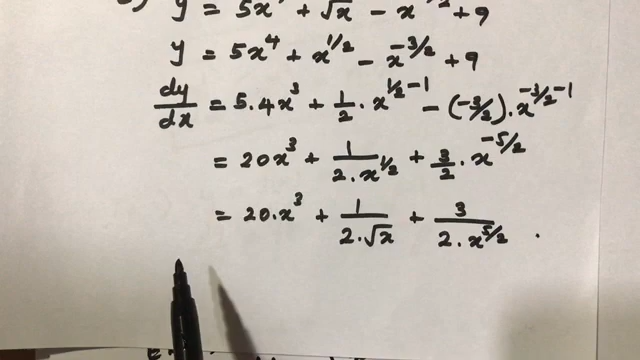 y = 5x⁴ + √x − x^(-3/2) + 9
y = 5x⁴ + x^(1/2) − x^(-3/2) + 9
dy/dx = 5.4x³ + 1/2 · x^(1/2 −1) − (−3/2) · x^(-3/2 −1)
= 20x³ + 1/(2.x^(1/2)) + 3/2 · x^(-5/2)
= 20.x³ + 1/(2.√x) + 3/(2.x^(5/2)) .